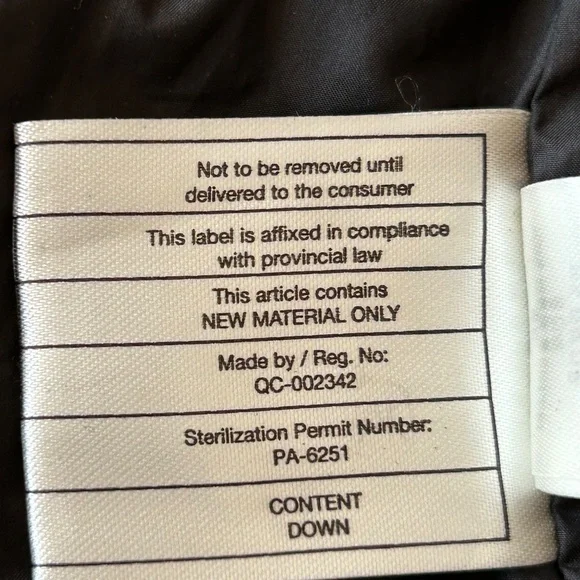 Not to be removed until
delivered to the consumer
This label is affixed in compliance
with provincial law
This article contains
NEW MATERIAL ONLY
Made by / Reg. No:
QC-002342
Sterilization Permit Number:
PA-6251
CONTENT
DOWN